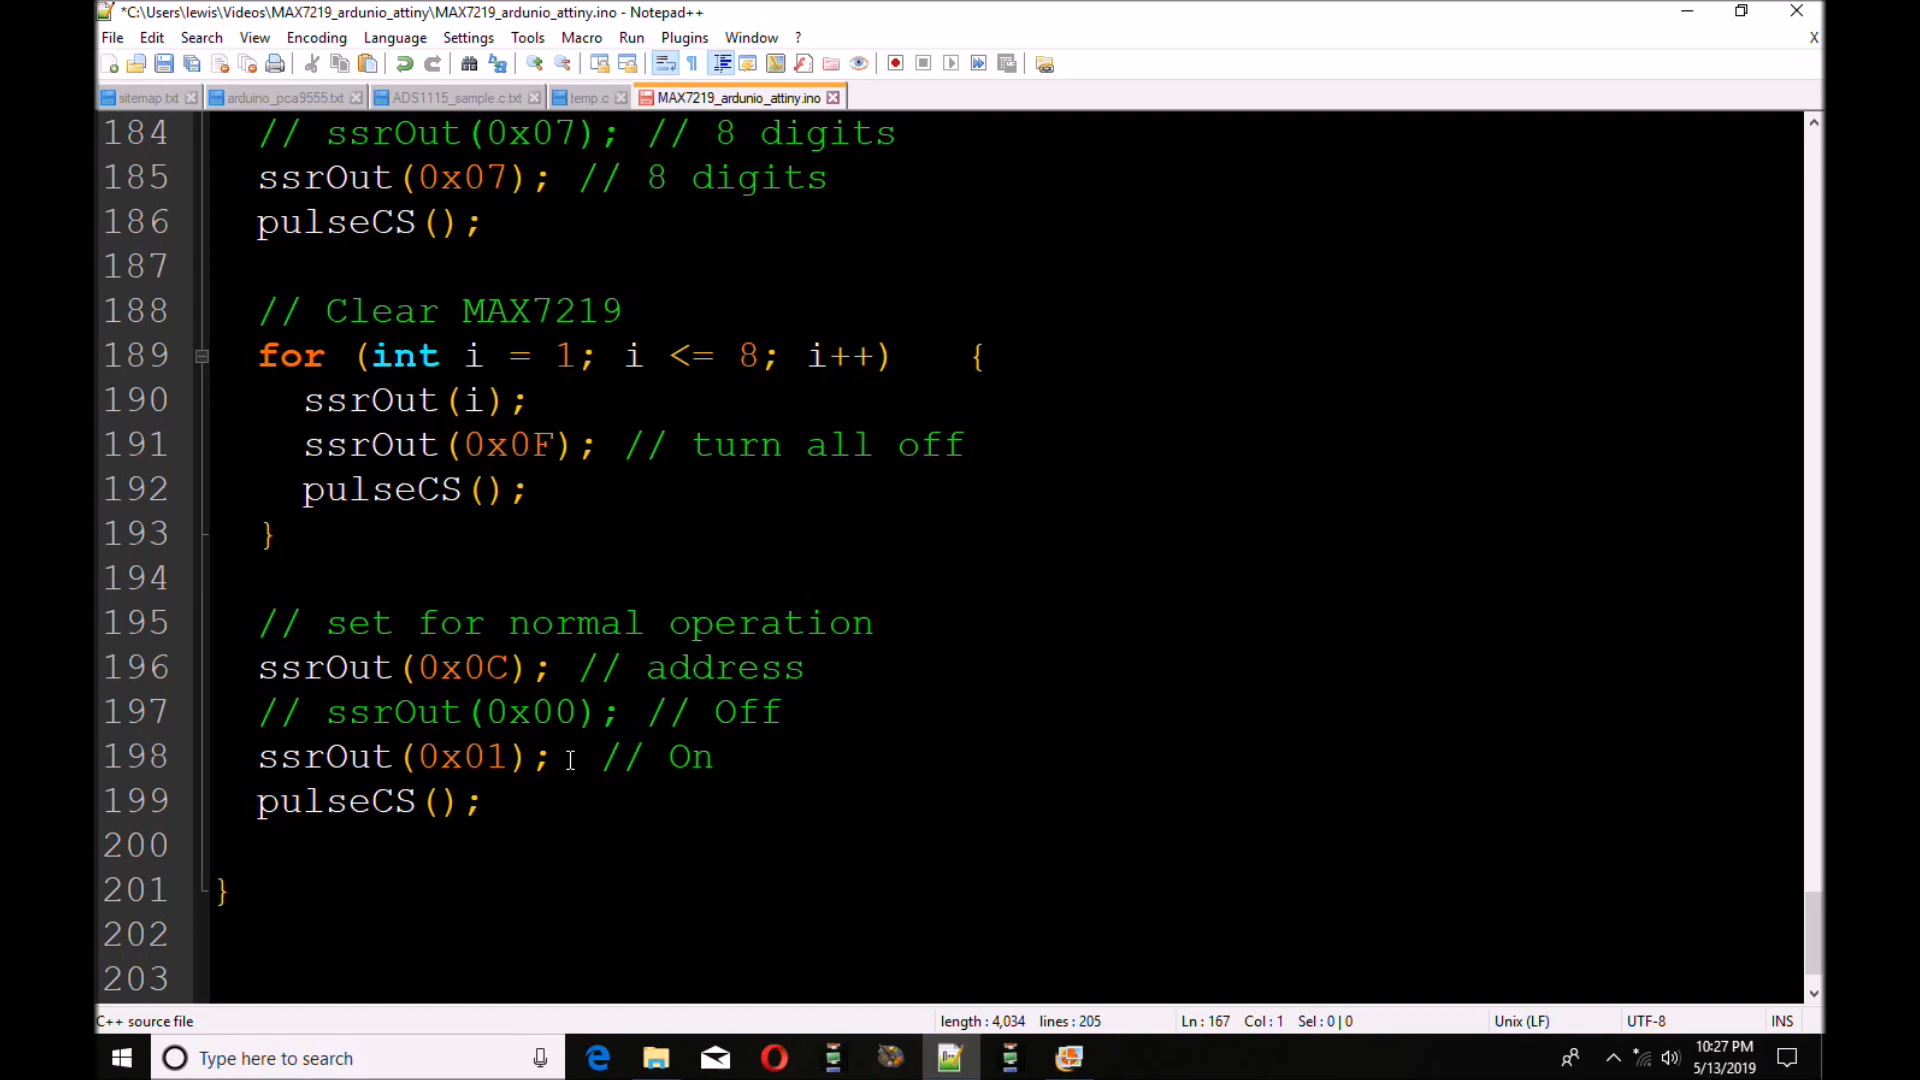 *C:\Users\lewis\Videos\MAX7219_ardunio_attiny\MAX7219_ardunio_attiny.ino - Notepad++
File Edit Search View Encoding Language Settings Tools Macro Run Plugins Window ? X
sitemap.txt arduino_pca9555.txt ADS1115_sample.c.txt temp.c MAX7219_ardunio_attiny.ino
184 // ssrOut(0x07); // 8 digits
185 ssrOut(0x07); // 8 digits
186 pulseCS();
187
188 // Clear MAX7219
189 for (int i = 1; i <= 8; i++) {
190 ssrOut(i);
191 ssrOut(0x0F); // turn all off
192 pulseCS();
193 }
194
195 // set for normal operation
196 ssrOut(0x0C); // address
197 // ssrOut(0x00); // Off
198 ssrOut(0x01); // On
199 pulseCS();
200
201 }
202
203
C++ source file length : 4,034 lines : 205 Ln : 167 Col : 1 Sel : 0 | 0 Unix (LF) UTF-8 INS
Type here to search 10:27 PM
5/13/2019